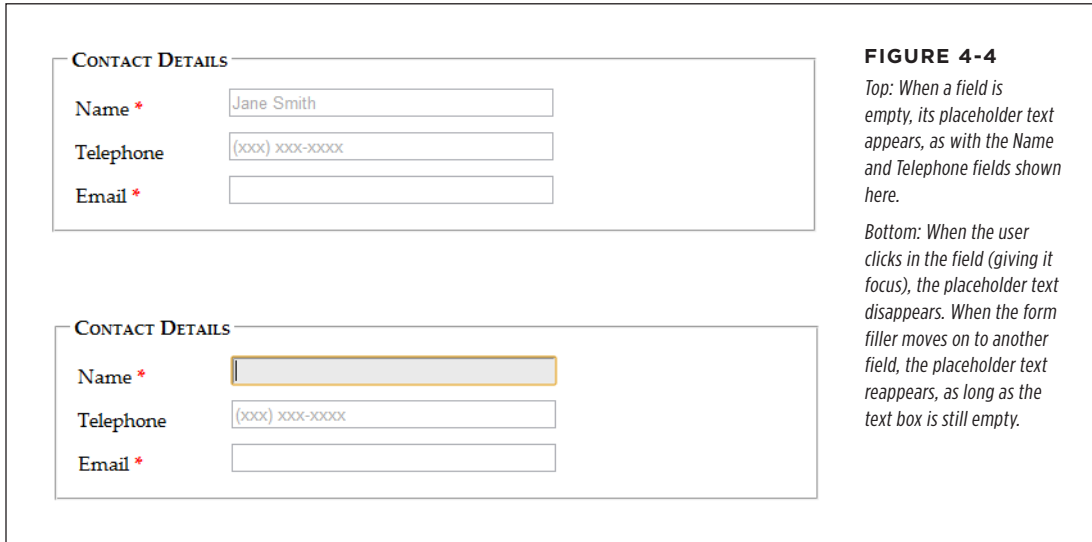 CONTACT DETAILS
Name *
Jane Smith
Telephone
(xxx) xxx-xxxx
Email *
CONTACT DETAILS
Name *
Telephone
(xxx) xxx-xxxx
Email *
FIGURE 4-4
Top: When a field is
empty, its placeholder text
appears, as with the Name
and Telephone fields shown
here.
Bottom: When the user
clicks in the field (giving it
focus), the placeholder text
disappears. When the form
filler moves on to another
field, the placeholder text
reappears, as long as the
text box is still empty.